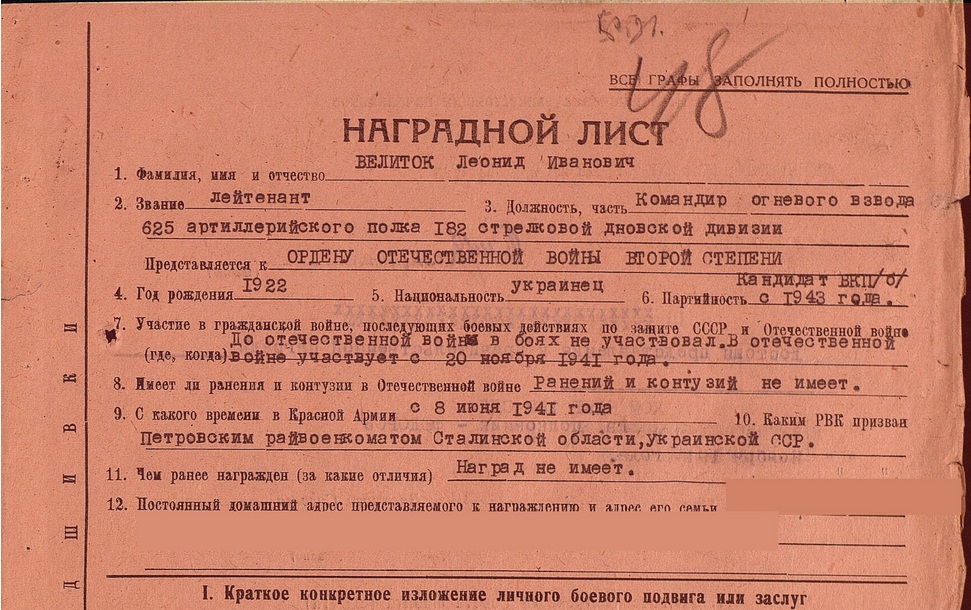 48
ВСЕ ГРАФЫ ЗАПОЛНЯТЬ ПОЛНОСТЬЮ
НАГРАДНОЙ ЛИСТ
1. Фамилия, имя и отчество ВЕЛИТОК Леонид Иванович
2. Звание лейтенант 3. Должность, часть Командир огневого взвода
625 артиллерийского полка 182 стрелковой дновской дивизии
Представляется к ОРДЕНУ ОТЕЧЕСТВЕННОЙ ВОЙНЫ ВТОРОЙ СТЕПЕНИ
4. Год рождения 1922 5. Национальность украинец 6. Партийность Кандидат ВКП/б/
с 1943 года.
7. Участие в гражданской войне, последующих боевых действиях по защите СССР и Отечественной войне
До отечественной войны в боях не участвовал. В отечественной
(где, когда) войне участвует с 20 ноября 1941 года.
8. Имеет ли ранения и контузии в Отечественной войне Ранений и контузий не имеет.
9. С какого времени в Красной Армии с 8 июня 1941 года 10. Каким РВК призван
Петровским райвоенкоматом Сталинской области, украинской ССР.
11. Чем ранее награжден (за какие отличия) Наград не имеет.
12. Постоянный домашний адрес представляемого к награждению и адрес его семьи
I. Краткое конкретное изложение личного боевого подвига или заслуг
Д Ш И В К И